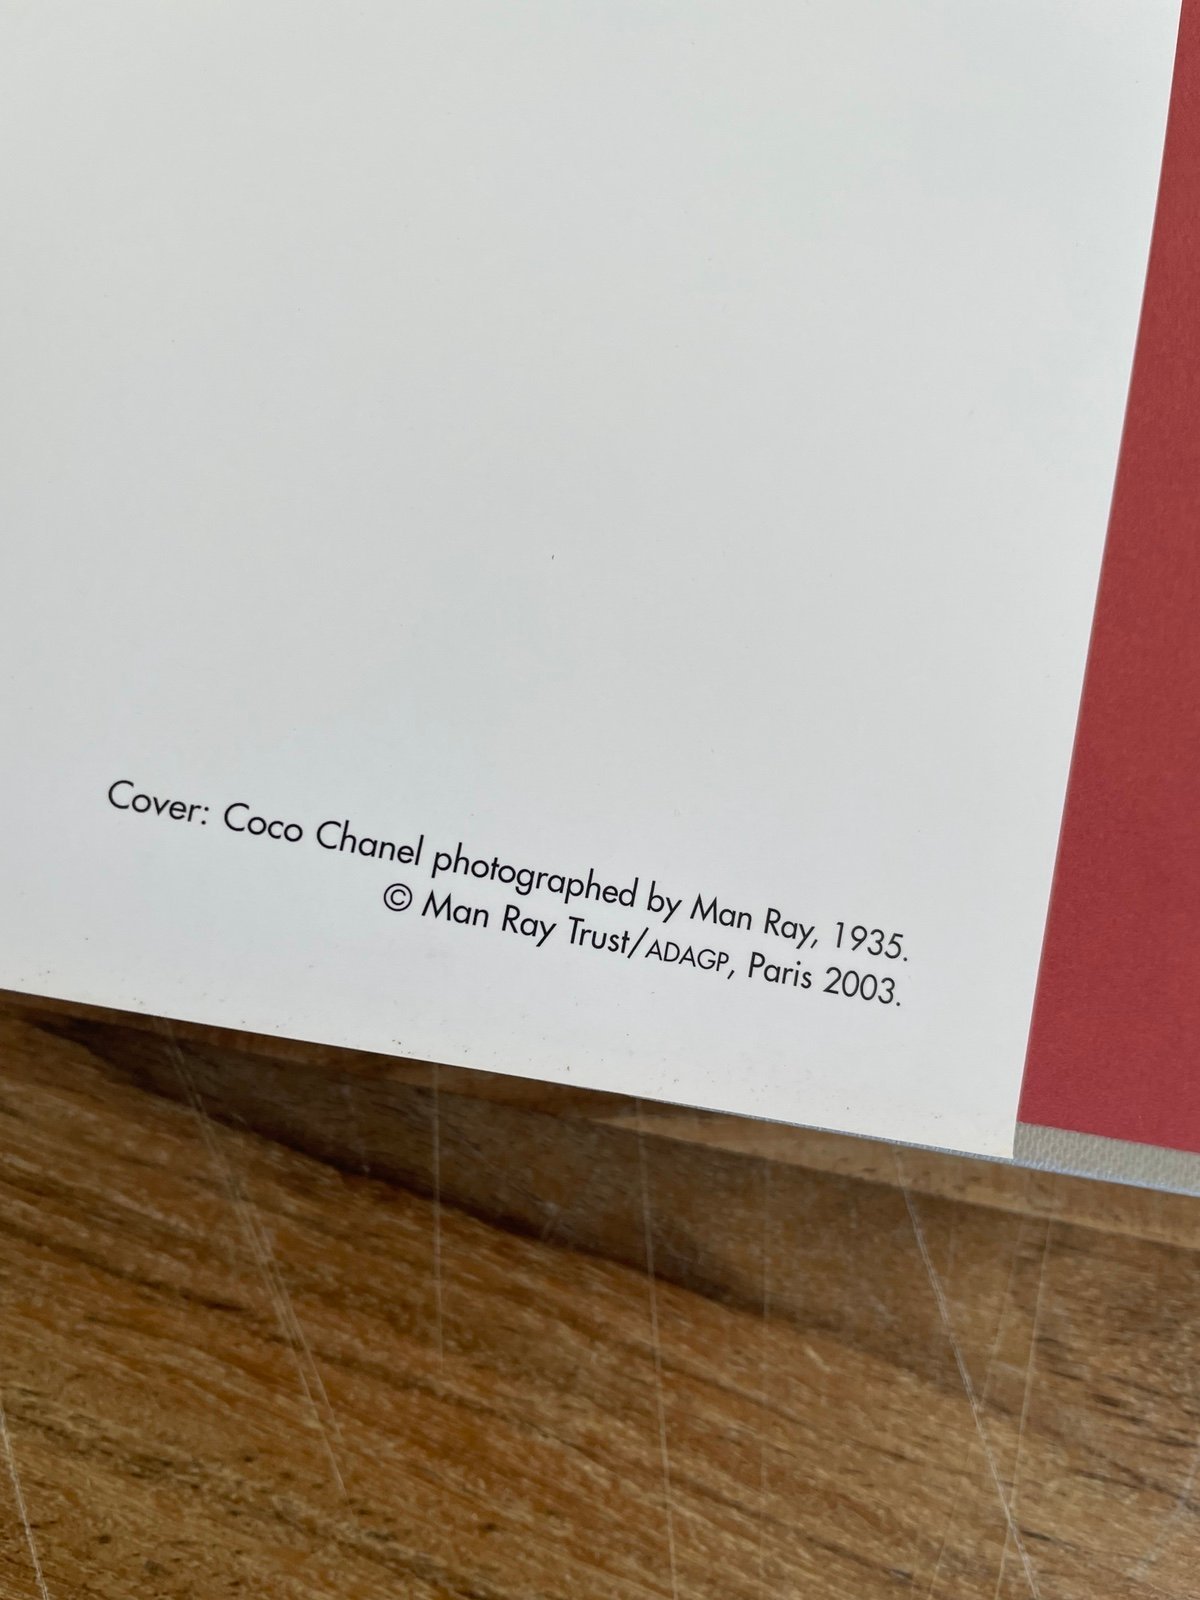 Cover: Coco Chanel photographed by Man Ray, 1935.
© Man Ray Trust/ADAGP, Paris 2003.